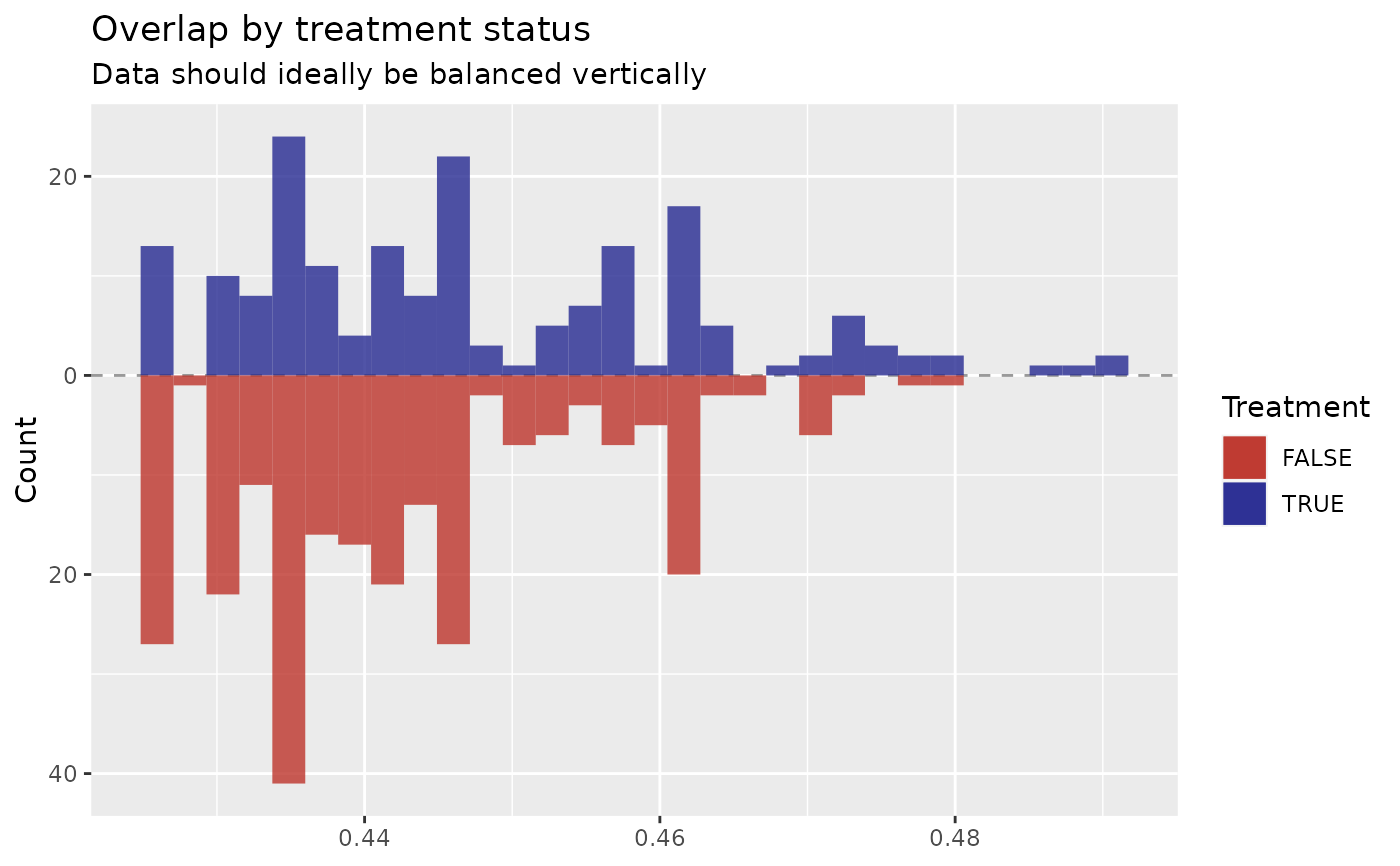 Overlap by treatment status
Data should ideally be balanced vertically
20
0
20
40
Count
0.44
0.46
0.48
Treatment
FALSE
TRUE